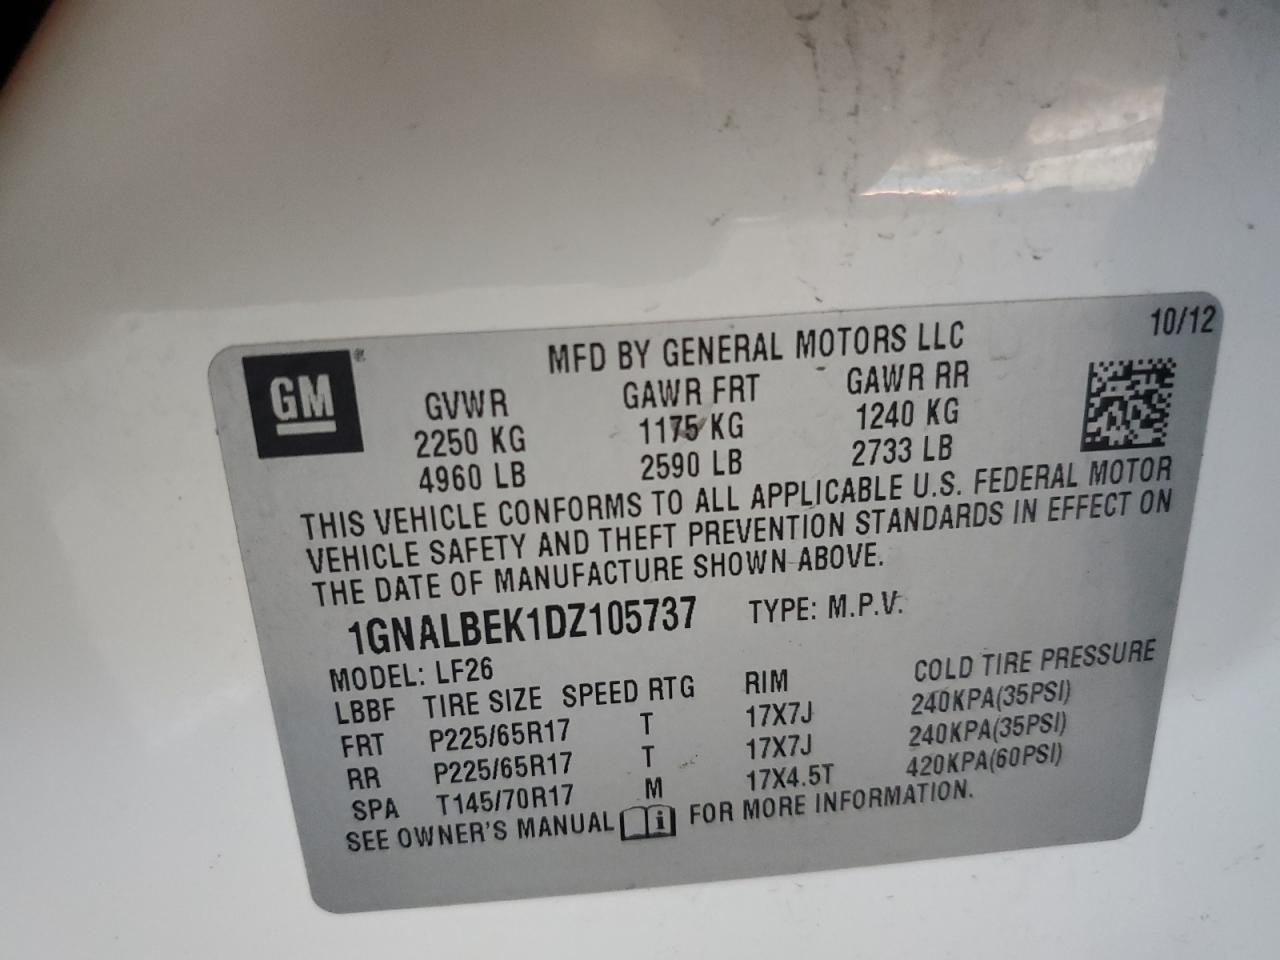 10/12
GM
MFD BY GENERAL MOTORS LLC
GVWR GAWR FRT GAWR RR
2250 KG 1175 KG 1240 KG
4960 LB 2590 LB 2733 LB
THIS VEHICLE CONFORMS TO ALL APPLICABLE U.S. FEDERAL MOTOR
VEHICLE SAFETY AND THEFT PREVENTION STANDARDS IN EFFECT ON
THE DATE OF MANUFACTURE SHOWN ABOVE.
1GNALBEK1DZ105737 TYPE: M.P.V.
MODEL: LF26
LBBF TIRE SIZE SPEED RTG RIM COLD TIRE PRESSURE
FRT P225/65R17 T 17X7J 240KPA(35PSI)
RR P225/65R17 T 17X7J 240KPA(35PSI)
SPA T145/70R17 M 17X4.5T 420KPA(60PSI)
SEE OWNER'S MANUAL i FOR MORE INFORMATION.